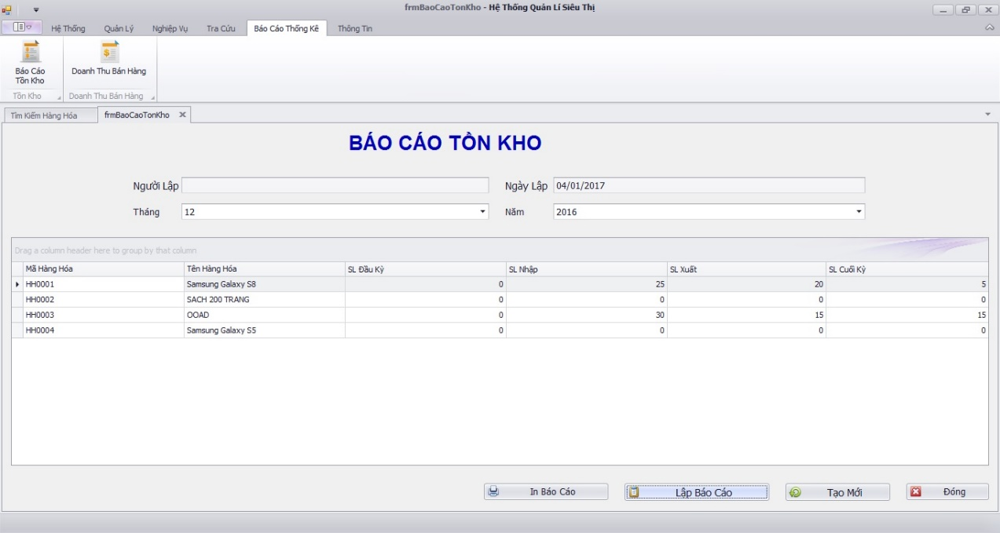 frmBaoCaoTonKho - Hệ Thống Quản Lí Siêu Thị
Hệ Thống Quản Lý Nghiệp Vụ Tra Cứu Báo Cáo Thống Kê Thông Tin
Báo Cáo Tồn Kho
Doanh Thu Bán Hàng
Tồn Kho Doanh Thu Bán Hàng
Tìm Kiếm Hàng Hóa frmBaoCaoTonKho
BÁO CÁO TỒN KHO
Người Lập Ngày Lập 04/01/2017
Tháng 12 Năm 2016
Drag a column header here to group by that column
Mã Hàng Hóa Tên Hàng Hóa SL Đầu Kỳ SL Nhập SL Xuất SL Cuối Kỳ
HH0001 Samsung Galaxy S8 0 25 20 5
HH0002 SACH 200 TRANG 0 0 0 0
HH0003 OOAD 0 30 15 15
HH0004 Samsung Galaxy S5 0 0 0 0
In Báo Cáo Lập Báo Cáo Tạo Mới Đóng